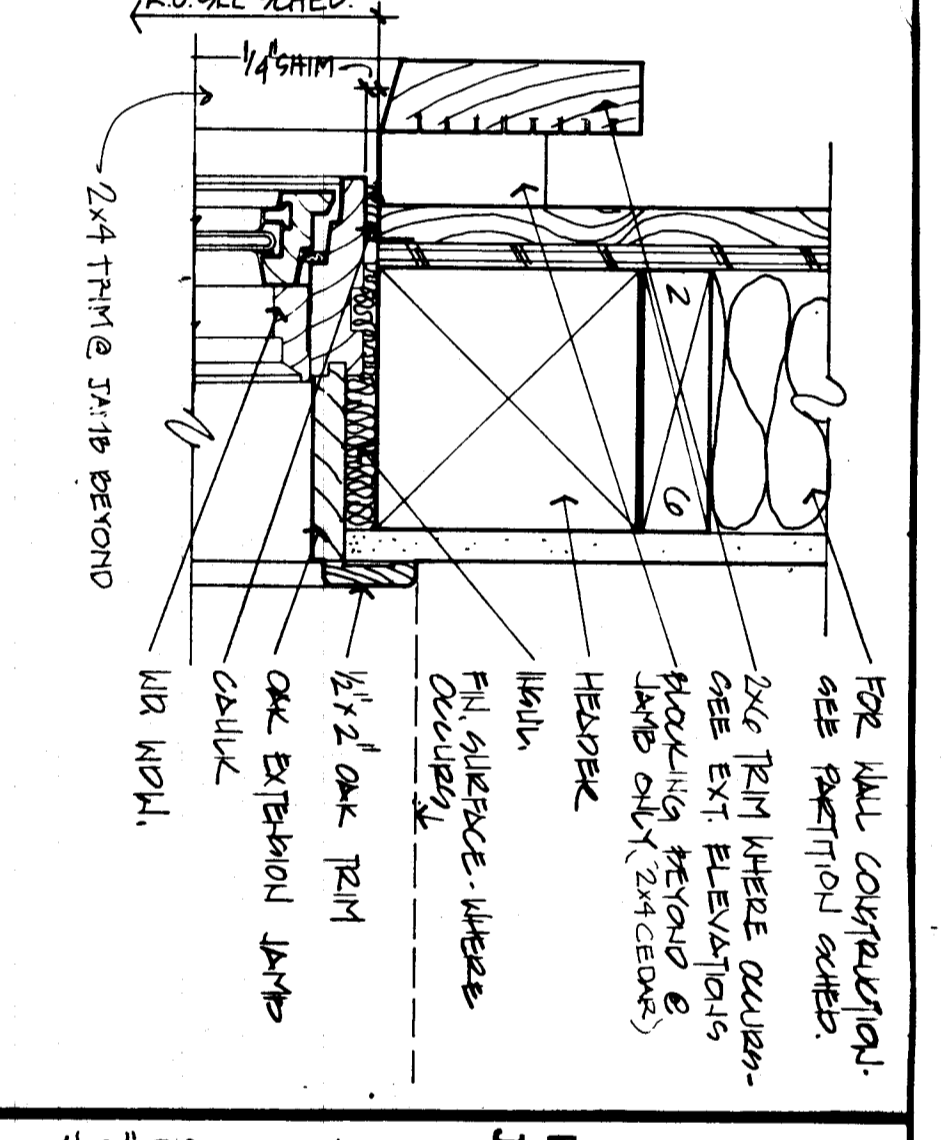 FOR WALL CONSTRUCTION-
SEE PARTITION SCHED.
2x6 TRIM WHERE OCCURS-
SEE EXT. ELEVATIONS
BLOCKING BEYOND @
JAMB ONLY (2x4 CEDAR)
HEADER
INSUL.
FIN. SURFACE-WHERE
OCCURS
1/2"x2" OAK TRIM
OAK EXTENSION JAMB
CAULK
WD. WDW.
2x4 TRIM @ JAMB BEYOND
1/4" SHIM
R.O. SEE SCHED.
2 6